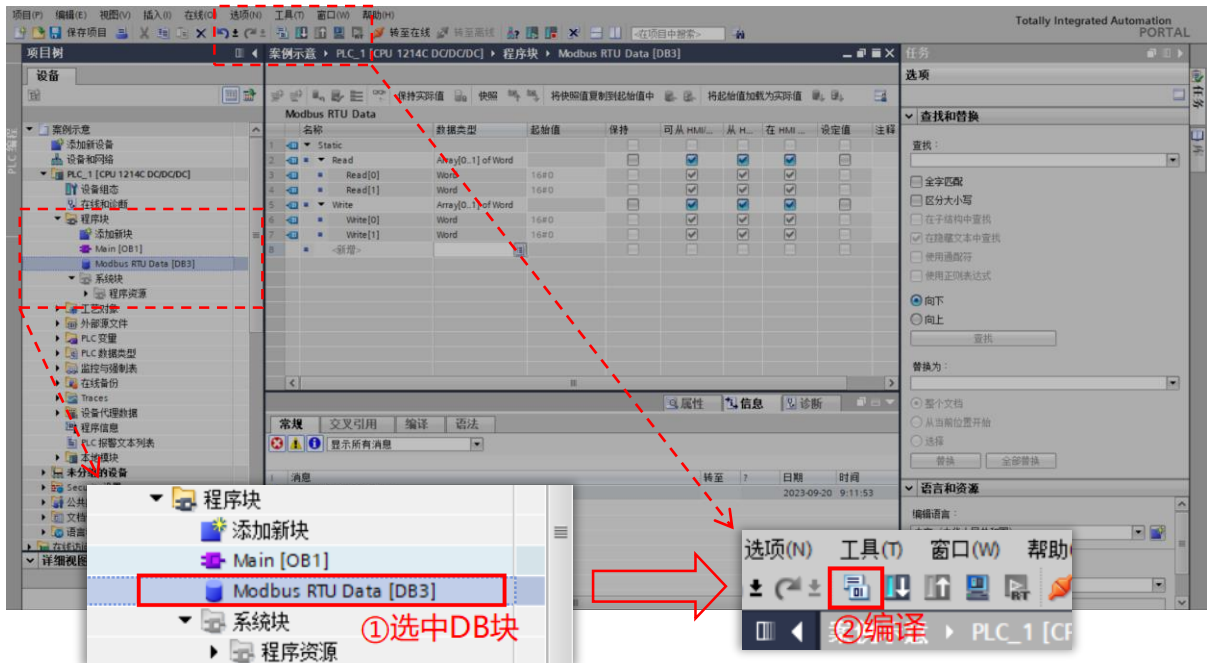 项目(P) 编辑(E) 视图(V) 插入(I) 在线(O) 选项(N) 工具(T) 窗口(W) 帮助(H)
Totally Integrated Automation
PORTAL
保存项目 转至在线 转至离线 <在项目中搜索>
项目树
案例示意 PLC_1 [CPU 1214C DC/DC/DC] 程序块 Modbus RTU Data [DB3]
任务
设备
选项
保持实际值 快照 将快照值复制到起始值中 将起始值加载为实际值
查找和替换
Modbus RTU Data
名称 数据类型 起始值 保持 可从 HMI/... 从 H... 在 HMI ... 设定值 注释
1 Static
2 Read Array[0..1] of Word
3 Read[0] Word 16#0
4 Read[1] Word 16#0
5 Write Array[0..1] of Word
6 Write[0] Word 16#0
7 Write[1] Word 16#0
8 <新增>
PLC 编程
案例示意
添加新设备
设备和网络
PLC_1 [CPU 1214C DC/DC/DC]
设备组态
在线和诊断
程序块
添加新块
Main [OB1]
Modbus RTU Data [DB3]
系统块
程序资源
工艺对象
外部源文件
PLC 变量
PLC 数据类型
监控与强制表
在线备份
Traces
设备代理数据
程序信息
PLC 报警文本列表
本地模块
未分组的设备
详细视图
属性 信息 诊断
常规 交叉引用 编译 语法
显示所有消息
! 消息 转至 ? 日期 时间
2023-09-20 9:11:53
查找：
全字匹配
区分大小写
在子结构中查找
在隐藏文本中查找
使用通配符
使用正则表达式
向下
向上
查找
替换为：
整个文档
从当前位置开始
选择
替换 全部替换
语言和资源
编辑语言：
任务
库
程序块
添加新块
Main [OB1]
Modbus RTU Data [DB3]
系统块
①选中DB块
程序资源
选项(N) 工具(T) 窗口(W) 帮助(
②编译
PLC_1 [CP